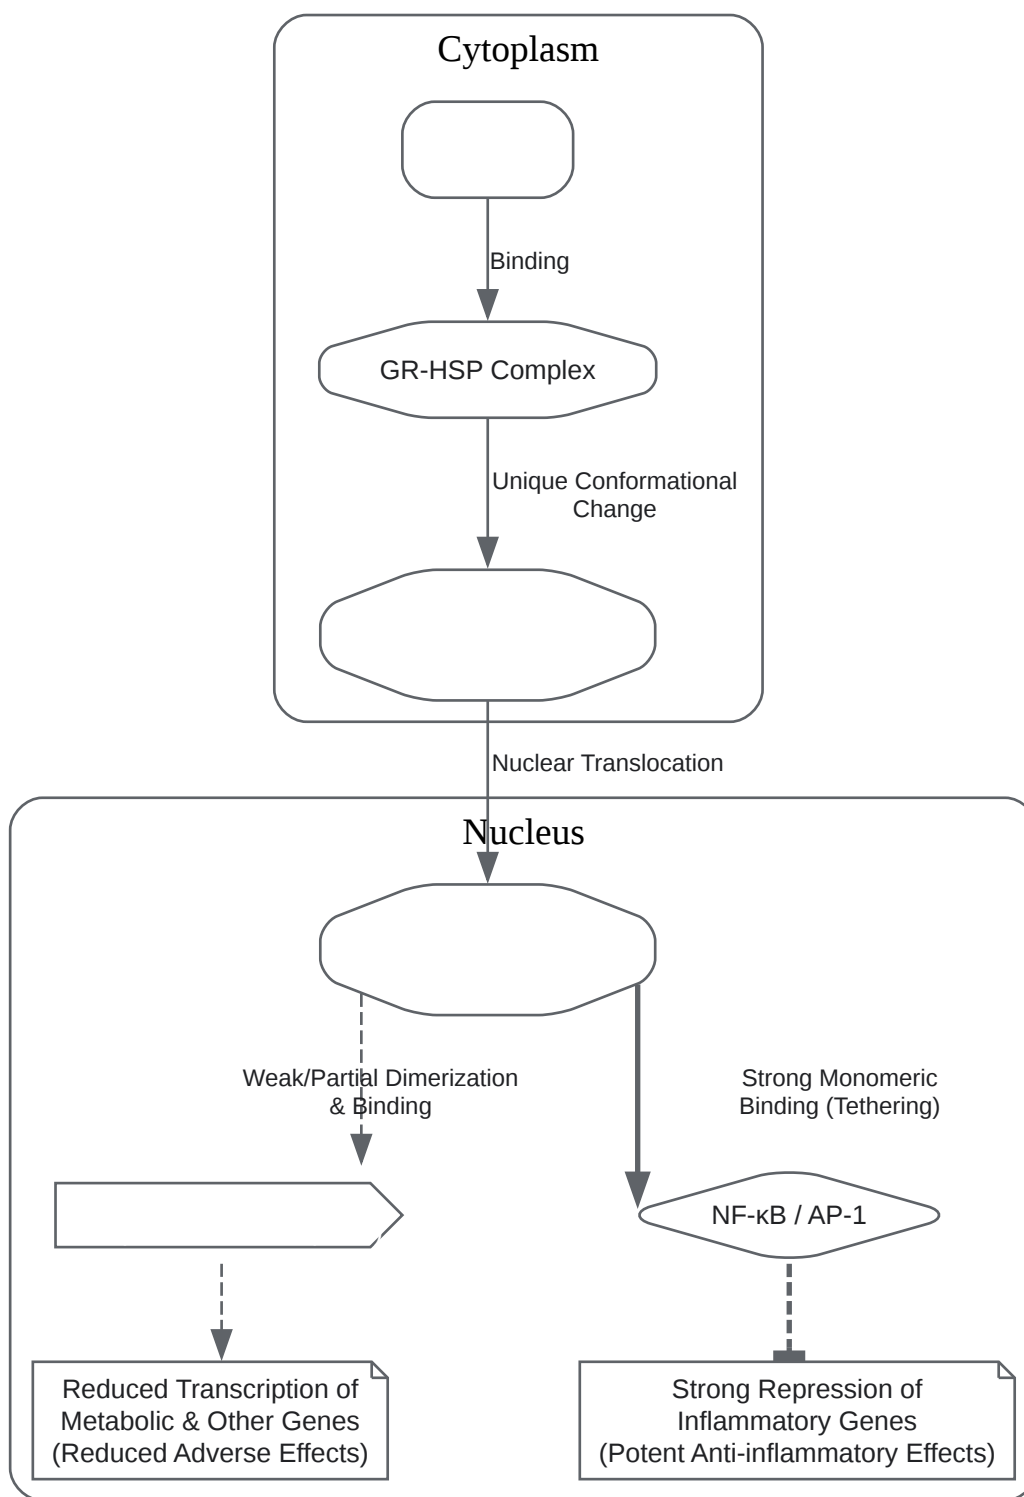 Cytoplasm
Binding
GR-HSP Complex
Unique Conformational
Change
Nuclear Translocation
Nucleus
Weak/Partial Dimerization
& Binding
Strong Monomeric
Binding (Tethering)
NF-κB / AP-1
Reduced Transcription of
Metabolic & Other Genes
(Reduced Adverse Effects)
Strong Repression of
Inflammatory Genes
(Potent Anti-inflammatory Effects)